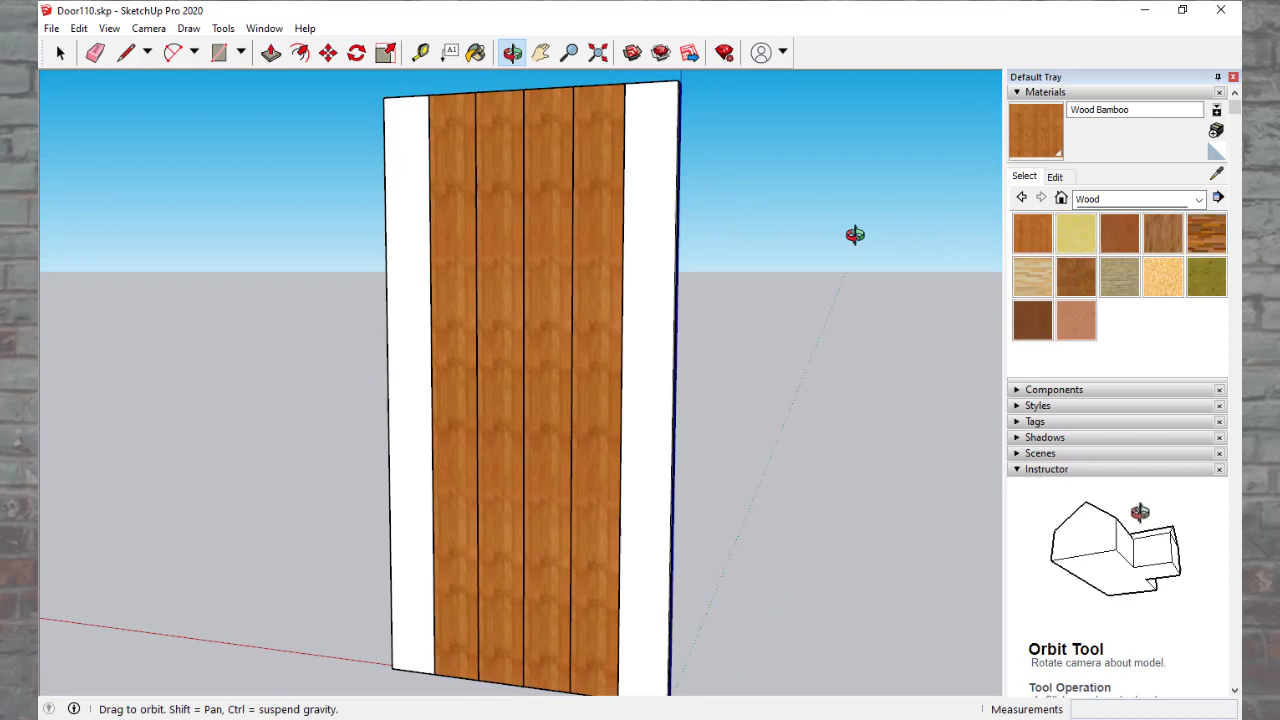 Door110.skp - SketchUp Pro 2020
File Edit View Camera Draw Tools Window Help
A1
Default Tray
Materials
Wood Bamboo
Select Edit
Wood
Components
Styles
Tags
Shadows
Scenes
Instructor
Orbit Tool
Rotate camera about model.
Tool Operation
Drag to orbit. Shift = Pan, Ctrl = suspend gravity.
Measurements